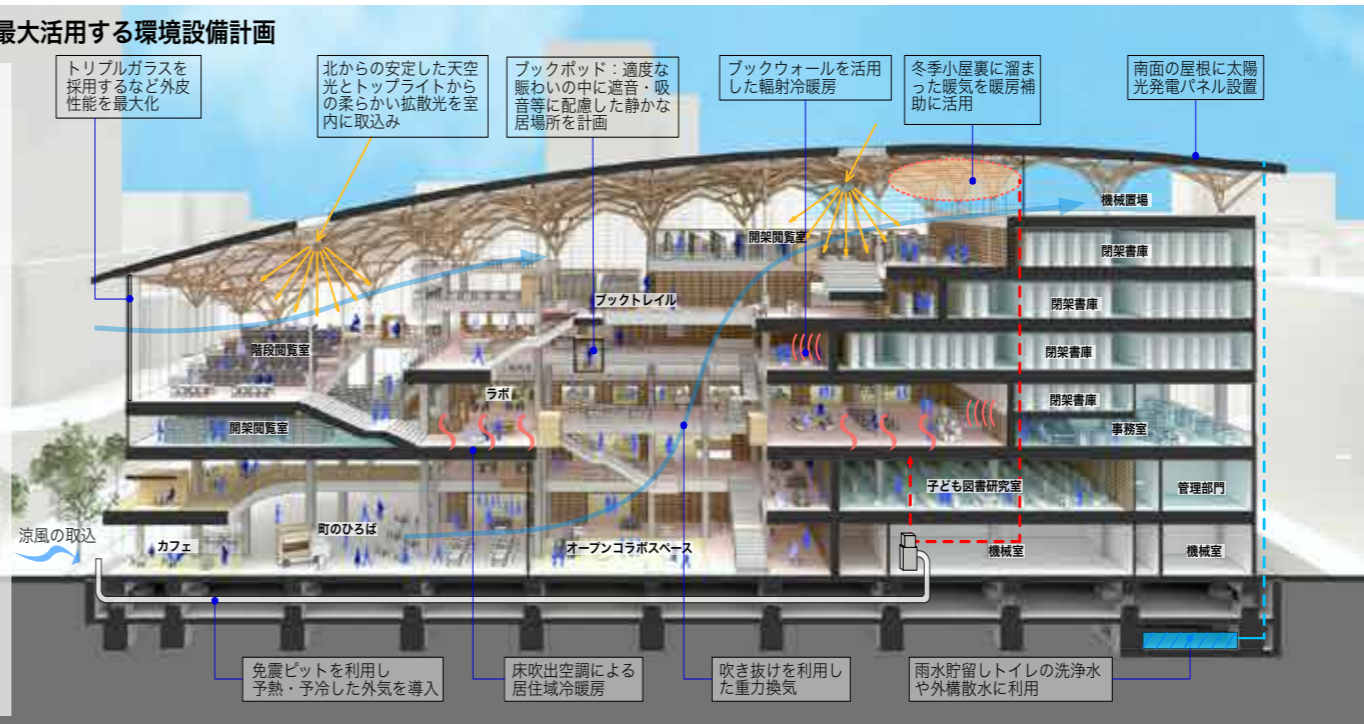 最大活用する環境設備計画
トリプルガラスを
採用するなど外皮
性能を最大化
北からの安定した天空
光とトップライトから
の柔らかい拡散光を室
内に取込み
ブックポッド：適度な
賑わいの中に遮音・吸
音等に配慮した静かな
居場所を計画
ブックウォールを活用
した輻射冷暖房
冬季小屋裏に溜ま
った暖気を暖房補
助に活用
南面の屋根に太陽
光発電パネル設置
機械置場
開架閲覧室
閉架書庫
ブックトレイル
閉架書庫
階段閲覧室
閉架書庫
ラボ
閉架書庫
開架閲覧室
事務室
子ども図書研究室
管理部門
涼風の取込
カフェ
町のひろば
オープンコラボスペース
機械室
機械室
免震ピットを利用し
予熱・予冷した外気を導入
床吹出空調による
居住域冷暖房
吹き抜けを利用し
た重力換気
雨水貯留しトイレの洗浄水
や外構散水に利用